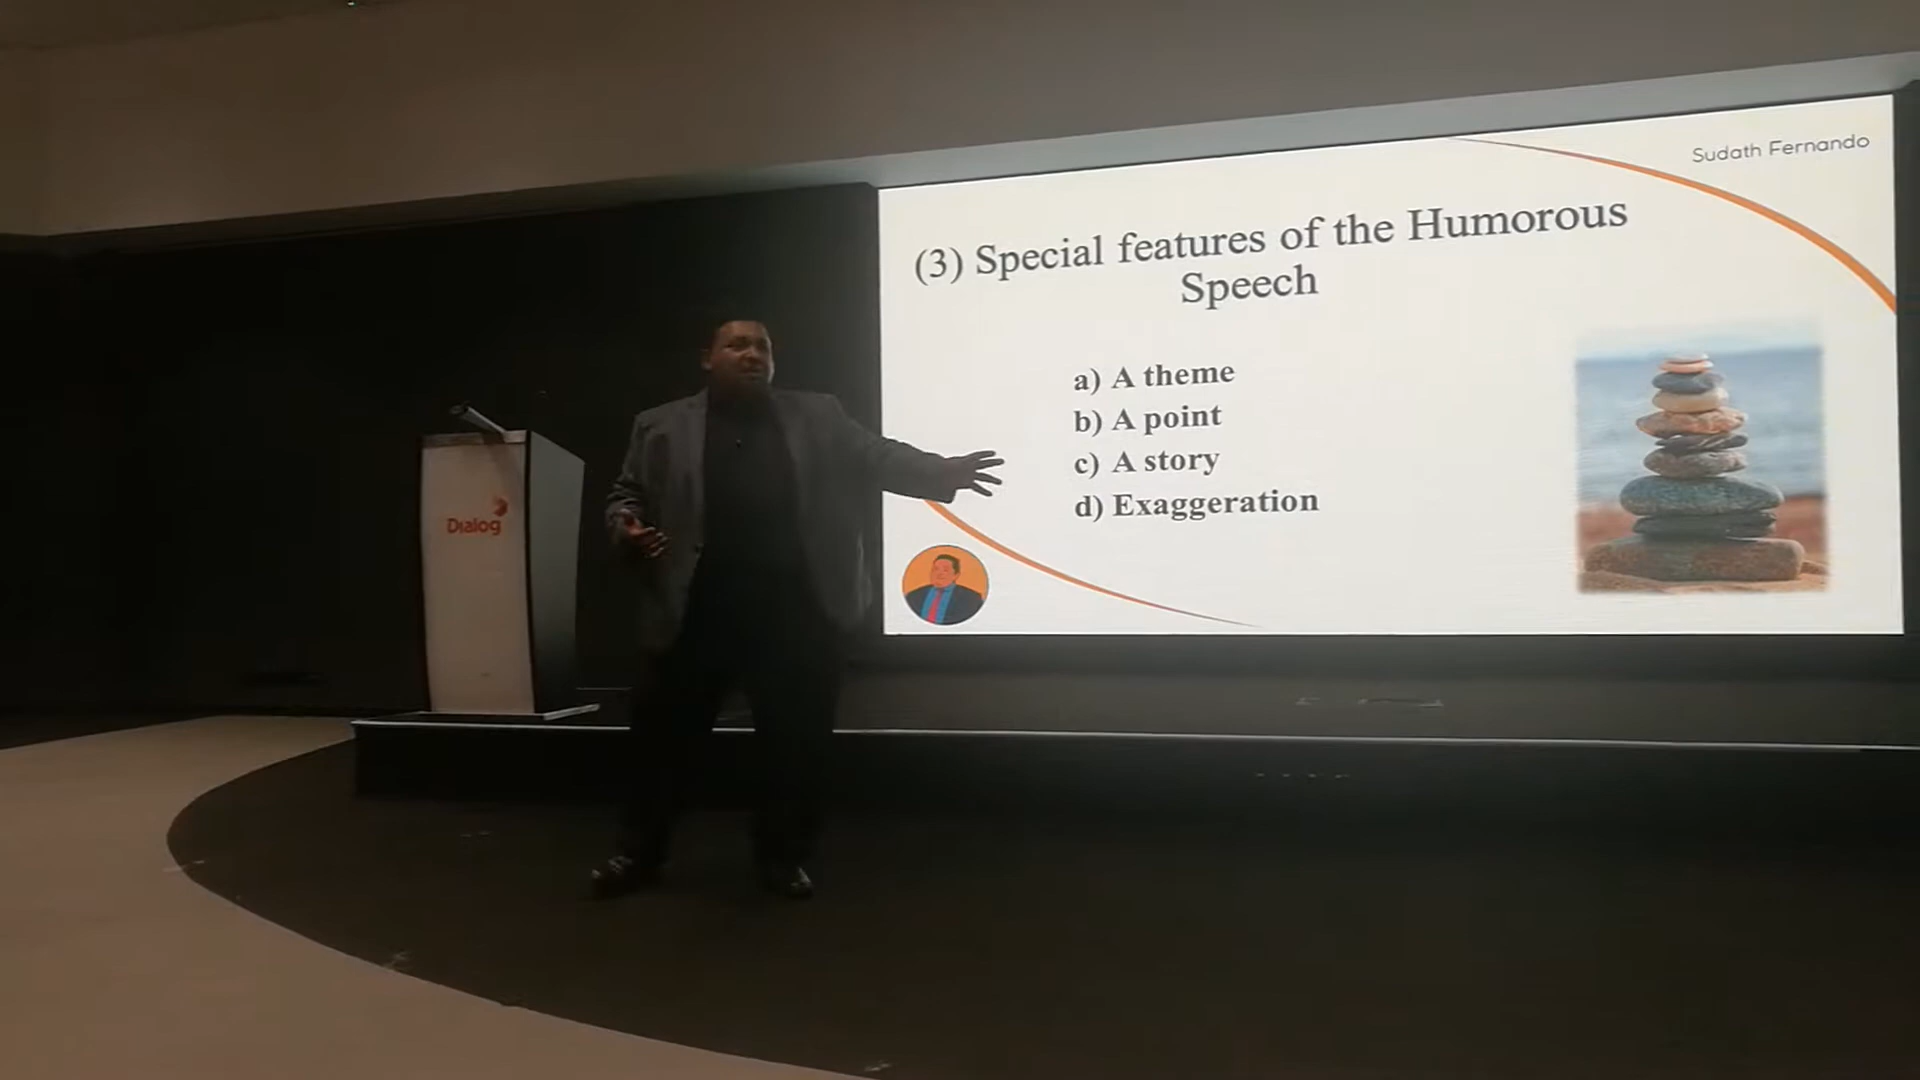 Sudath Fernando
(3) Special features of the Humorous
Speech
a) A theme
b) A point
c) A story
d) Exaggeration
Dialog